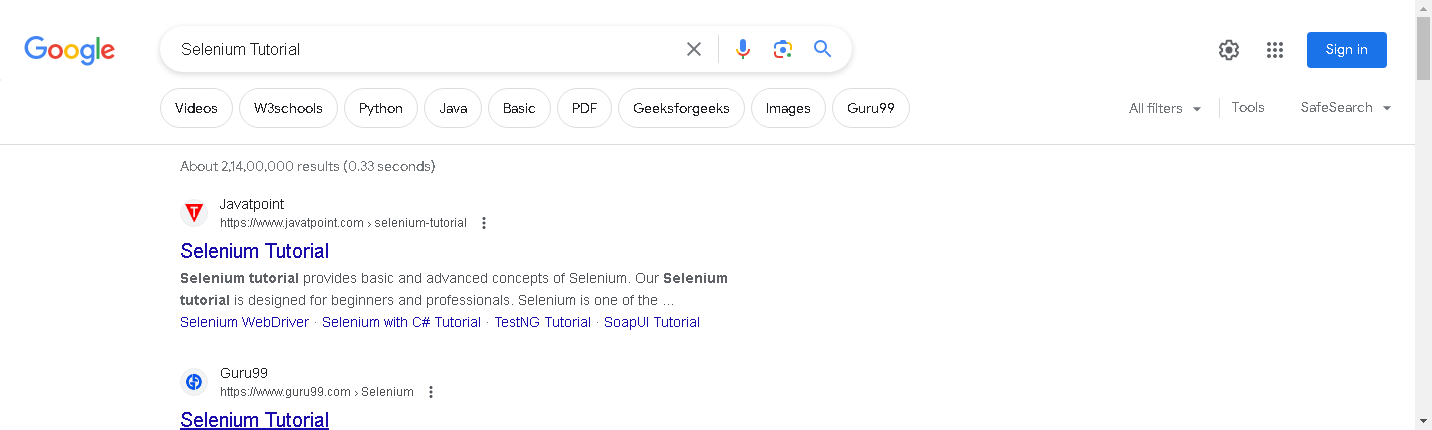 Google
Selenium Tutorial
Sign in
Videos W3schools Python Java Basic PDF Geeksforgeeks Images Guru99 All filters Tools SafeSearch
About 2,14,00,000 results (0.33 seconds)
Javatpoint
https://www.javatpoint.com › selenium-tutorial
Selenium Tutorial
Selenium tutorial provides basic and advanced concepts of Selenium. Our Selenium
tutorial is designed for beginners and professionals. Selenium is one of the ...
Selenium WebDriver · Selenium with C# Tutorial · TestNG Tutorial · SoapUI Tutorial
Guru99
https://www.guru99.com › Selenium
Selenium Tutorial